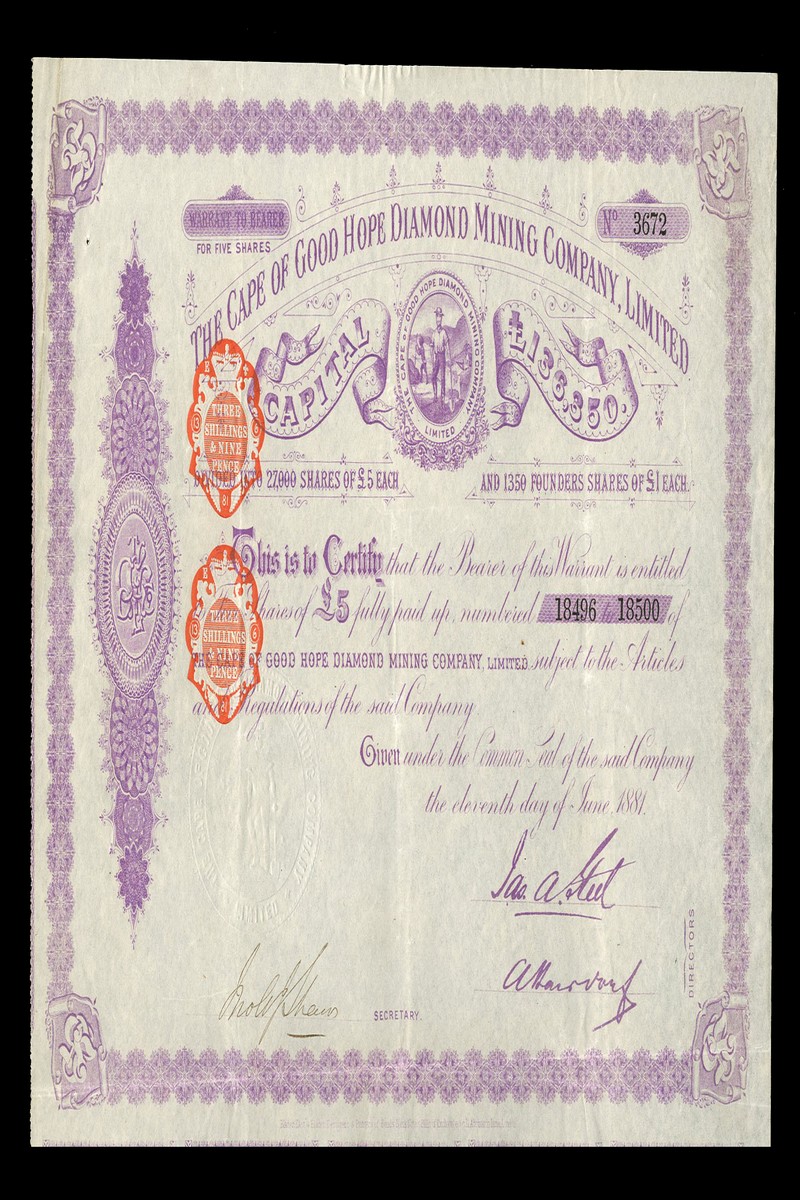 WARRANT TO BEARER
FOR FIVE SHARES
Nº 3672
THE CAPE OF GOOD HOPE DIAMOND MINING COMPANY, LIMITED
CAPITAL £136,350.
THE CAPE OF GOOD HOPE DIAMOND MINING COMPANY
LIMITED
DIVIDED INTO 27,000 SHARES OF £5 EACH
AND 1350 FOUNDERS SHARES OF £1 EACH.
THREE
SHILLINGS
& NINE
PENCE
This is to Certify that the Bearer of this Warrant is entitled
Shares of £5 fully paid up, numbered 18496 / 18500 of
THE CAPE OF GOOD HOPE DIAMOND MINING COMPANY, LIMITED, subject to the Articles
and Regulations of the said Company
THREE
SHILLINGS
& NINE
PENCE
Given under the Common Seal of the said Company
the eleventh day of June, 1881.
Jas. A. Steel
DIRECTORS
SECRETARY.